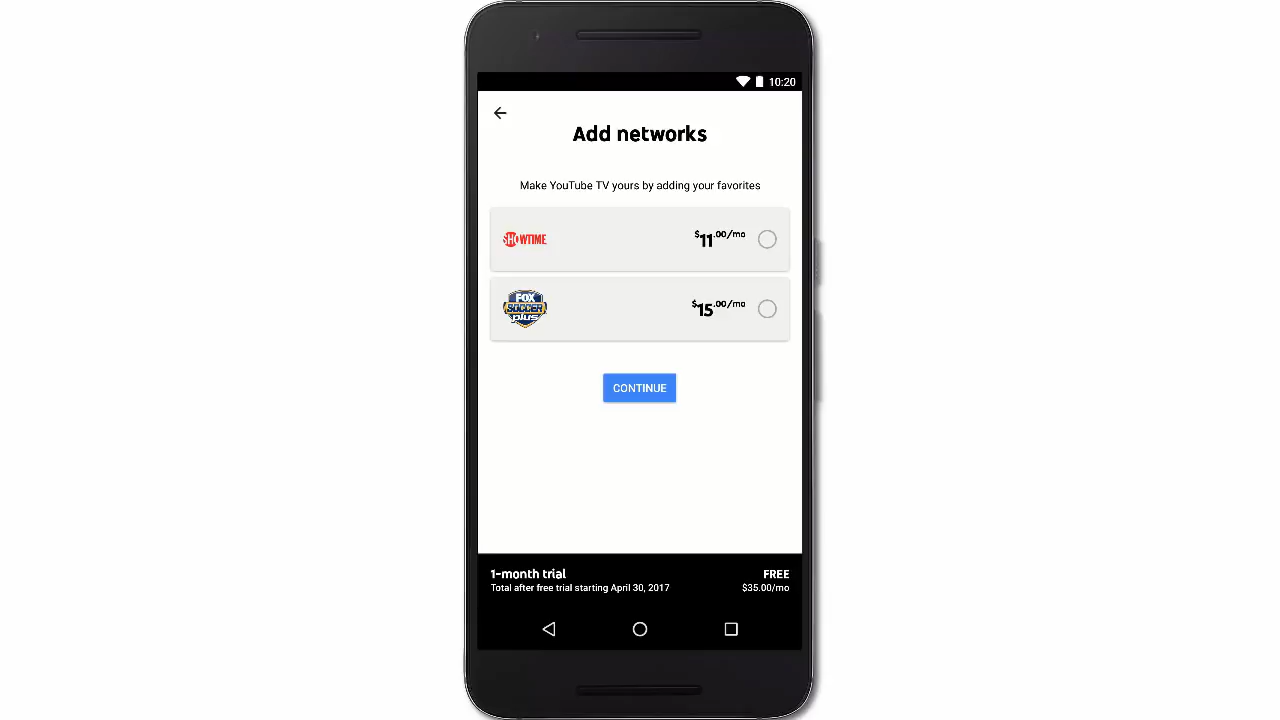 10:20
Add networks
Make YouTube TV yours by adding your favorites
SHOWTIME $11.00/mo
FOX
SOCCER
plus
$15.00/mo
CONTINUE
1-month trial FREE
Total after free trial starting April 30, 2017 $35.00/mo